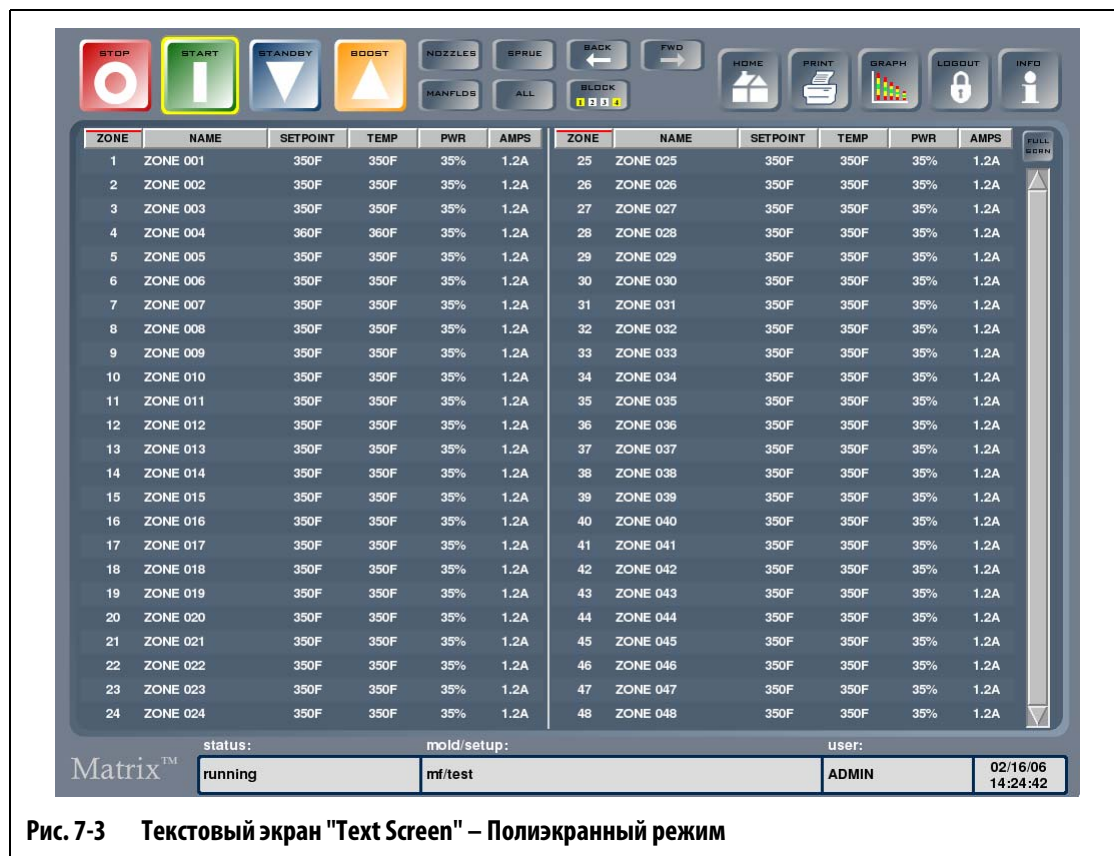 STOP START STANDBY BOOST NOZZLES SPRUE BACK FWD HOME PRINT GRAPH LOGOUT INFO
MANFLDS ALL BLOCK
1 2 3 4
ZONE NAME SETPOINT TEMP PWR AMPS ZONE NAME SETPOINT TEMP PWR AMPS FULL SCRN
1 ZONE 001 350F 350F 35% 1.2A 25 ZONE 025 350F 350F 35% 1.2A
2 ZONE 002 350F 350F 35% 1.2A 26 ZONE 026 350F 350F 35% 1.2A
3 ZONE 003 350F 350F 35% 1.2A 27 ZONE 027 350F 350F 35% 1.2A
4 ZONE 004 360F 360F 35% 1.2A 28 ZONE 028 350F 350F 35% 1.2A
5 ZONE 005 350F 350F 35% 1.2A 29 ZONE 029 350F 350F 35% 1.2A
6 ZONE 006 350F 350F 35% 1.2A 30 ZONE 030 350F 350F 35% 1.2A
7 ZONE 007 350F 350F 35% 1.2A 31 ZONE 031 350F 350F 35% 1.2A
8 ZONE 008 350F 350F 35% 1.2A 32 ZONE 032 350F 350F 35% 1.2A
9 ZONE 009 350F 350F 35% 1.2A 33 ZONE 033 350F 350F 35% 1.2A
10 ZONE 010 350F 350F 35% 1.2A 34 ZONE 034 350F 350F 35% 1.2A
11 ZONE 011 350F 350F 35% 1.2A 35 ZONE 035 350F 350F 35% 1.2A
12 ZONE 012 350F 350F 35% 1.2A 36 ZONE 036 350F 350F 35% 1.2A
13 ZONE 013 350F 350F 35% 1.2A 37 ZONE 037 350F 350F 35% 1.2A
14 ZONE 014 350F 350F 35% 1.2A 38 ZONE 038 350F 350F 35% 1.2A
15 ZONE 015 350F 350F 35% 1.2A 39 ZONE 039 350F 350F 35% 1.2A
16 ZONE 016 350F 350F 35% 1.2A 40 ZONE 040 350F 350F 35% 1.2A
17 ZONE 017 350F 350F 35% 1.2A 41 ZONE 041 350F 350F 35% 1.2A
18 ZONE 018 350F 350F 35% 1.2A 42 ZONE 042 350F 350F 35% 1.2A
19 ZONE 019 350F 350F 35% 1.2A 43 ZONE 043 350F 350F 35% 1.2A
20 ZONE 020 350F 350F 35% 1.2A 44 ZONE 044 350F 350F 35% 1.2A
21 ZONE 021 350F 350F 35% 1.2A 45 ZONE 045 350F 350F 35% 1.2A
22 ZONE 022 350F 350F 35% 1.2A 46 ZONE 046 350F 350F 35% 1.2A
23 ZONE 023 350F 350F 35% 1.2A 47 ZONE 047 350F 350F 35% 1.2A
24 ZONE 024 350F 350F 35% 1.2A 48 ZONE 048 350F 350F 35% 1.2A
status: mold/setup: user:
Matrix™ running mf/test ADMIN 02/16/06
14:24:42
Рис. 7-3 Текстовый экран "Text Screen" – Полиэкранный режим